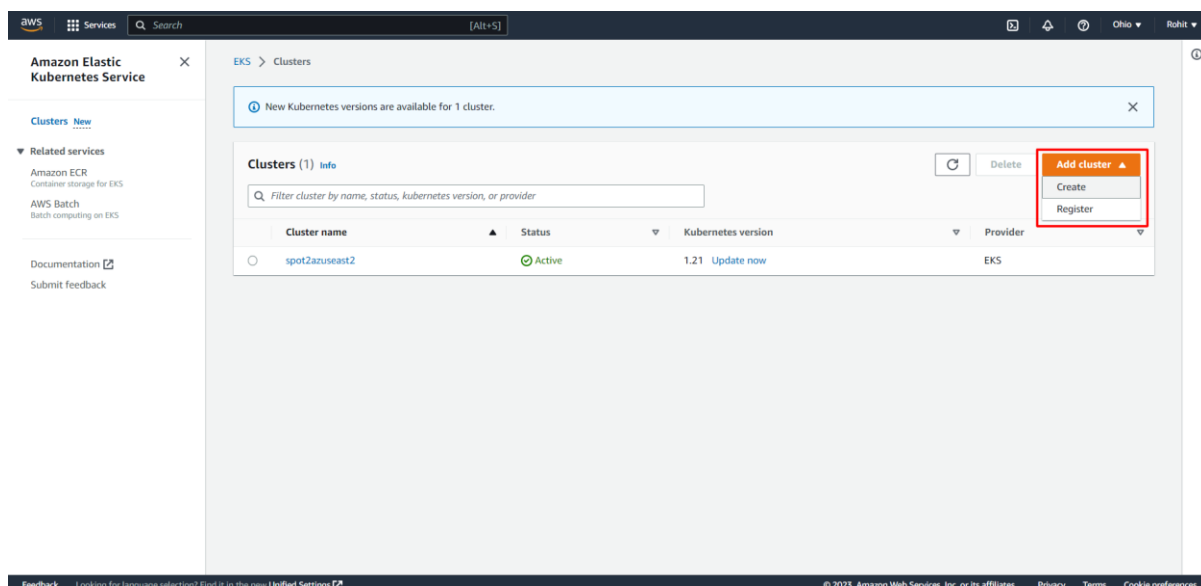 aws Services Search [Alt+S] Ohio Rohit
Amazon Elastic
Kubernetes Service
Clusters New
Related services
Amazon ECR
Container storage for EKS
AWS Batch
Batch computing on EKS
Documentation
Submit feedback
EKS > Clusters
New Kubernetes versions are available for 1 cluster.
Clusters (1) Info
Delete
Add cluster
Create
Register
Filter cluster by name, status, kubernetes version, or provider
Cluster name Status Kubernetes version Provider
spot2azuseast2 Active 1.21 Update now EKS
Feedback Looking for language selection? Find it in the new Unified Settings © 2023, Amazon Web Services, Inc. or its affiliates. Privacy Terms Cookie preferences